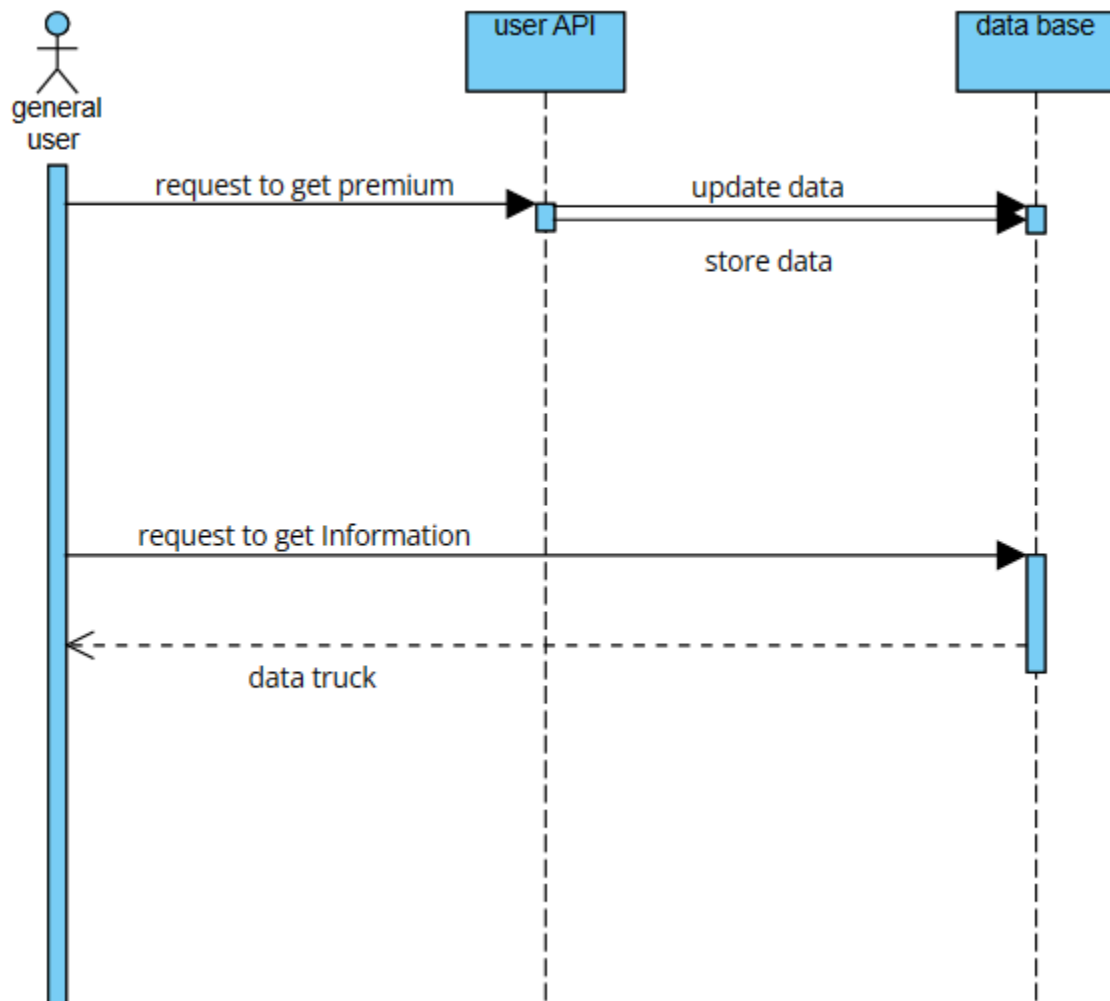 user API
data base
general
user
request to get premium
update data
store data
request to get Information
data truck